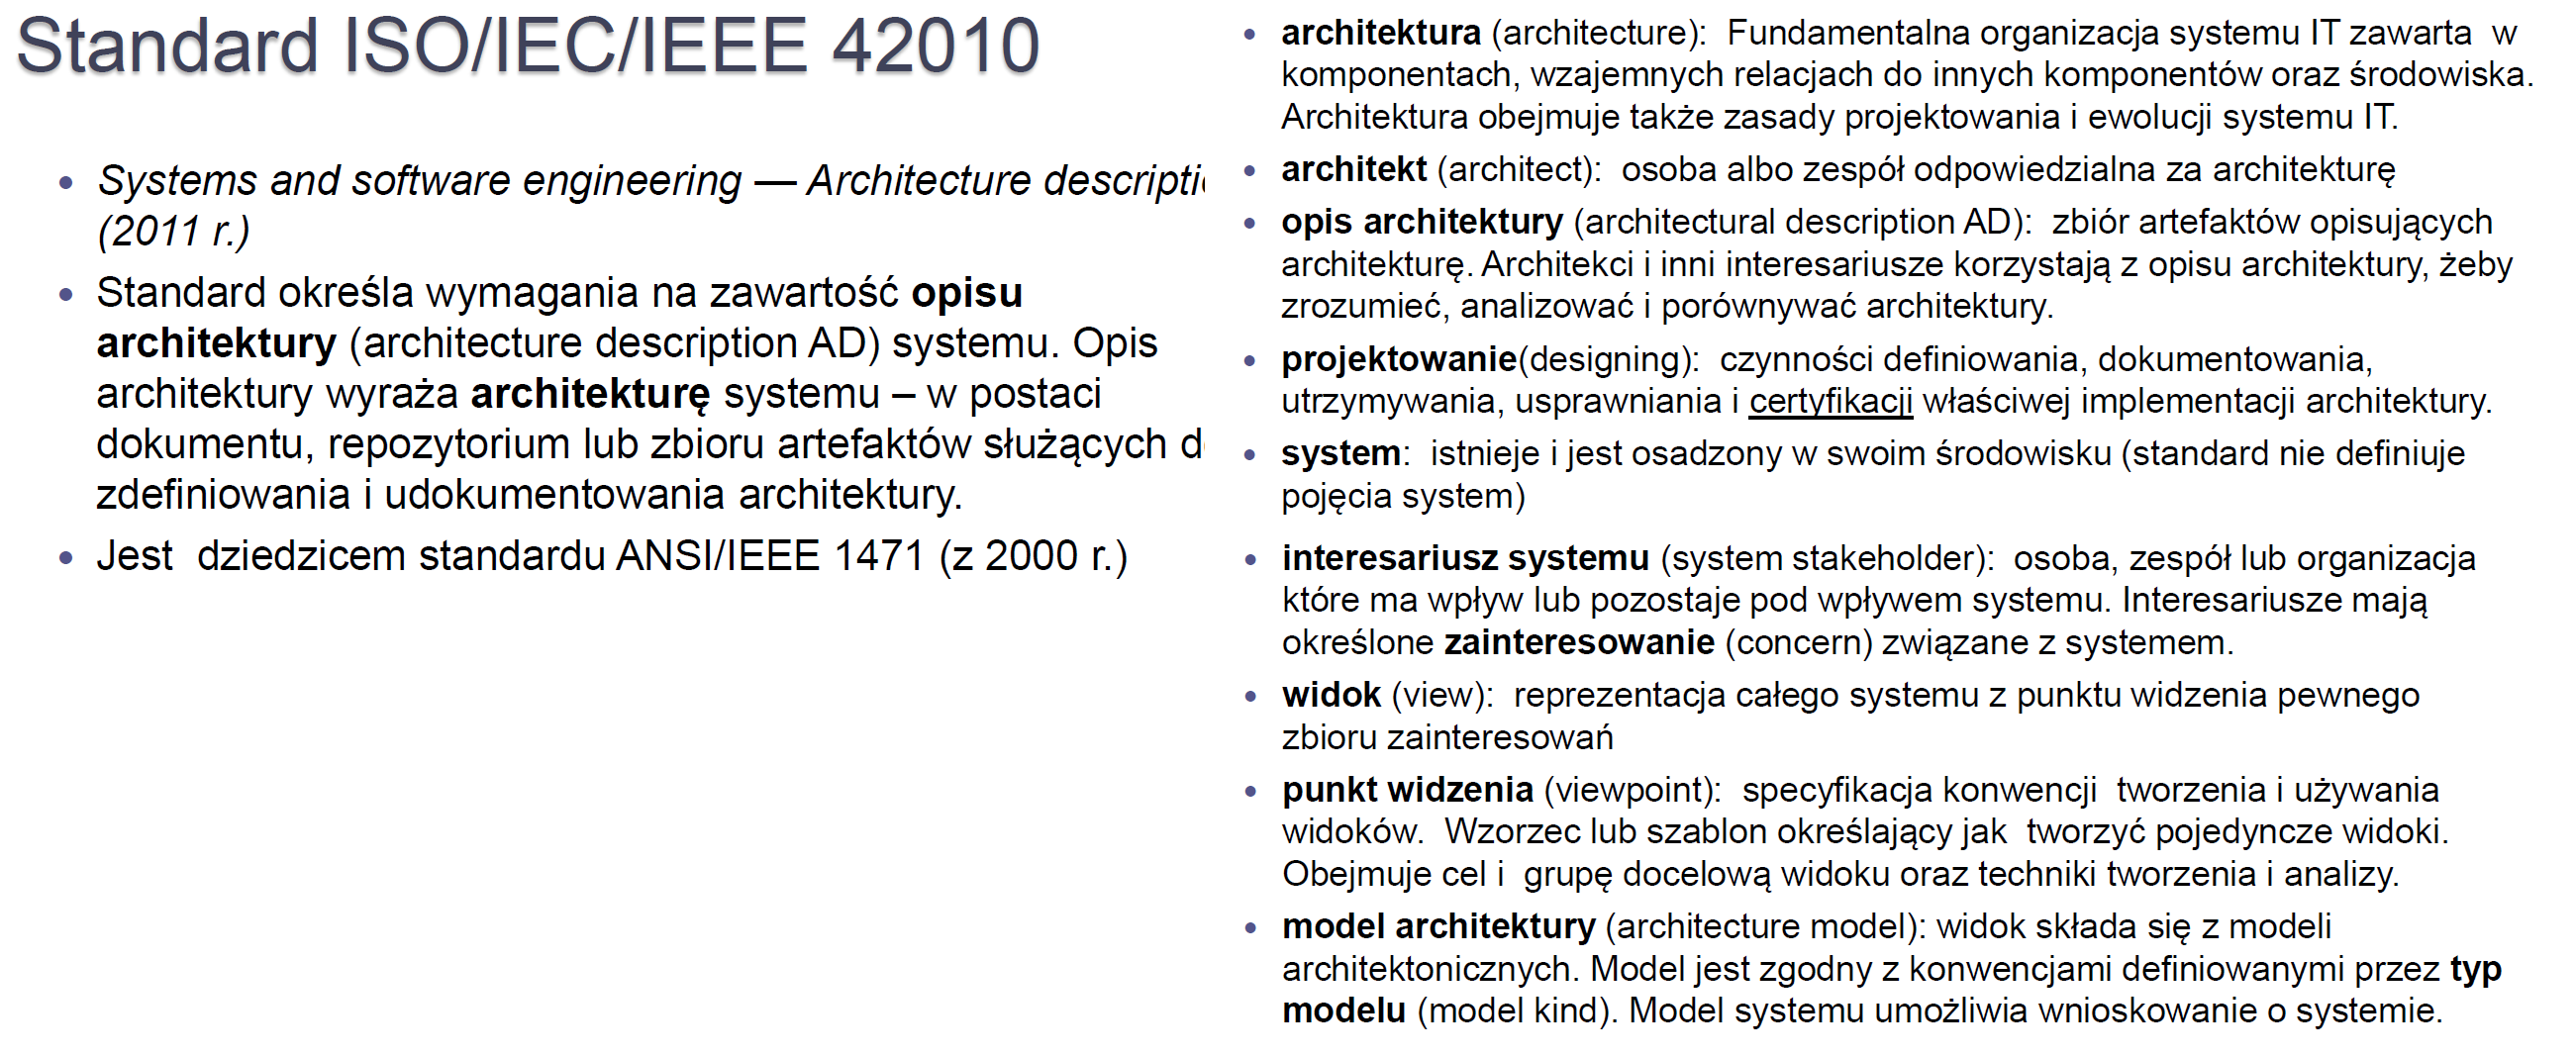 Standard ISO/IEC/IEEE 42010
• Systems and software engineering — Architecture descripti
(2011 r.)
• Standard określa wymagania na zawartość opisu
architektury (architecture description AD) systemu. Opis
architektury wyraża architekturę systemu – w postaci
dokumentu, repozytorium lub zbioru artefaktów służących d
zdefiniowania i udokumentowania architektury.
• Jest dziedzicem standardu ANSI/IEEE 1471 (z 2000 r.)
• architektura (architecture): Fundamentalna organizacja systemu IT zawarta w
komponentach, wzajemnych relacjach do innych komponentów oraz środowiska.
Architektura obejmuje także zasady projektowania i ewolucji systemu IT.
• architekt (architect): osoba albo zespół odpowiedzialna za architekturę
• opis architektury (architectural description AD): zbiór artefaktów opisujących
architekturę. Architekci i inni interesariusze korzystają z opisu architektury, żeby
zrozumieć, analizować i porównywać architektury.
• projektowanie(designing): czynności definiowania, dokumentowania,
utrzymywania, usprawniania i certyfikacji właściwej implementacji architektury.
• system: istnieje i jest osadzony w swoim środowisku (standard nie definiuje
pojęcia system)
• interesariusz systemu (system stakeholder): osoba, zespół lub organizacja
które ma wpływ lub pozostaje pod wpływem systemu. Interesariusze mają
określone zainteresowanie (concern) związane z systemem.
• widok (view): reprezentacja całego systemu z punktu widzenia pewnego
zbioru zainteresowań
• punkt widzenia (viewpoint): specyfikacja konwencji tworzenia i używania
widoków. Wzorzec lub szablon określający jak tworzyć pojedyncze widoki.
Obejmuje cel i grupę docelową widoku oraz techniki tworzenia i analizy.
• model architektury (architecture model): widok składa się z modeli
architektonicznych. Model jest zgodny z konwencjami definiowanymi przez typ
modelu (model kind). Model systemu umożliwia wnioskowanie o systemie.